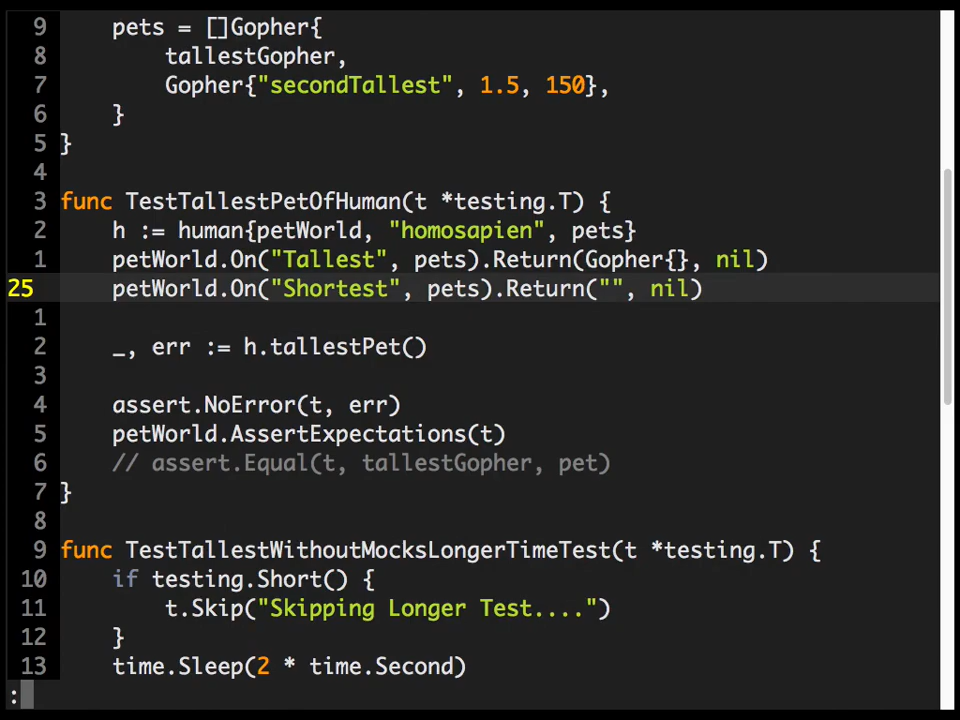 9     pets = []Gopher{
8         tallestGopher,
7         Gopher{"secondTallest", 1.5, 150},
6     }
5 }
4
3 func TestTallestPetOfHuman(t *testing.T) {
2     h := human{petWorld, "homosapien", pets}
1     petWorld.On("Tallest", pets).Return(Gopher{}, nil)
25     petWorld.On("Shortest", pets).Return("", nil)
1
2     _, err := h.tallestPet()
3
4     assert.NoError(t, err)
5     petWorld.AssertExpectations(t)
6     // assert.Equal(t, tallestGopher, pet)
7 }
8
9 func TestTallestWithoutMocksLongerTimeTest(t *testing.T) {
10     if testing.Short() {
11         t.Skip("Skipping Longer Test....")
12     }
13     time.Sleep(2 * time.Second)
: